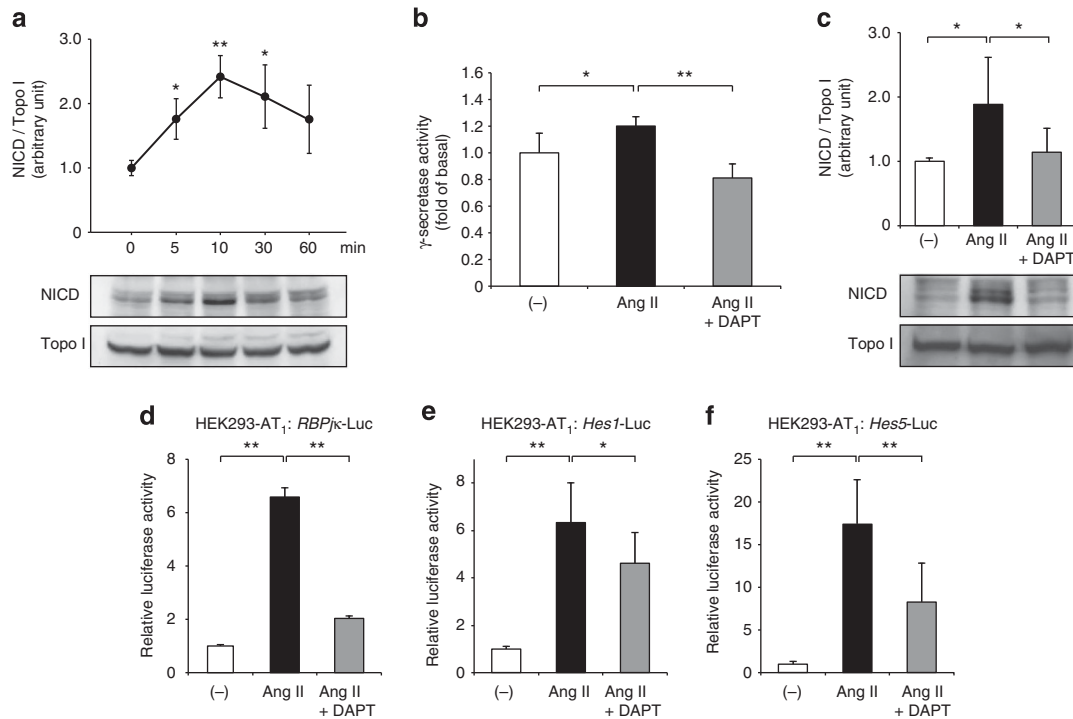 a
NICD / Topo I
(arbitrary unit)
3.0
2.0
1.0
0
*
**
*
0 5 10 30 60 min
NICD
Topo I
b
γ-secretase activity
(fold of basal)
1.6
1.4
1.2
1.0
0.8
0.6
0.4
0.2
0
* **
(–) Ang II Ang II
+ DAPT
c
NICD / Topo I
(arbitrary unit)
3.0
2.0
1.0
0
* *
(–) Ang II Ang II
+ DAPT
NICD
Topo I
d
HEK293-AT1: RBPjκ-Luc
Relative luciferase activity
8
6
4
2
0
** **
(–) Ang II Ang II
+ DAPT
e
HEK293-AT1: Hes1-Luc
Relative luciferase activity
8
6
4
2
0
** *
(–) Ang II Ang II
+ DAPT
f
HEK293-AT1: Hes5-Luc
Relative luciferase activity
25
20
15
10
5
0
** **
(–) Ang II Ang II
+ DAPT